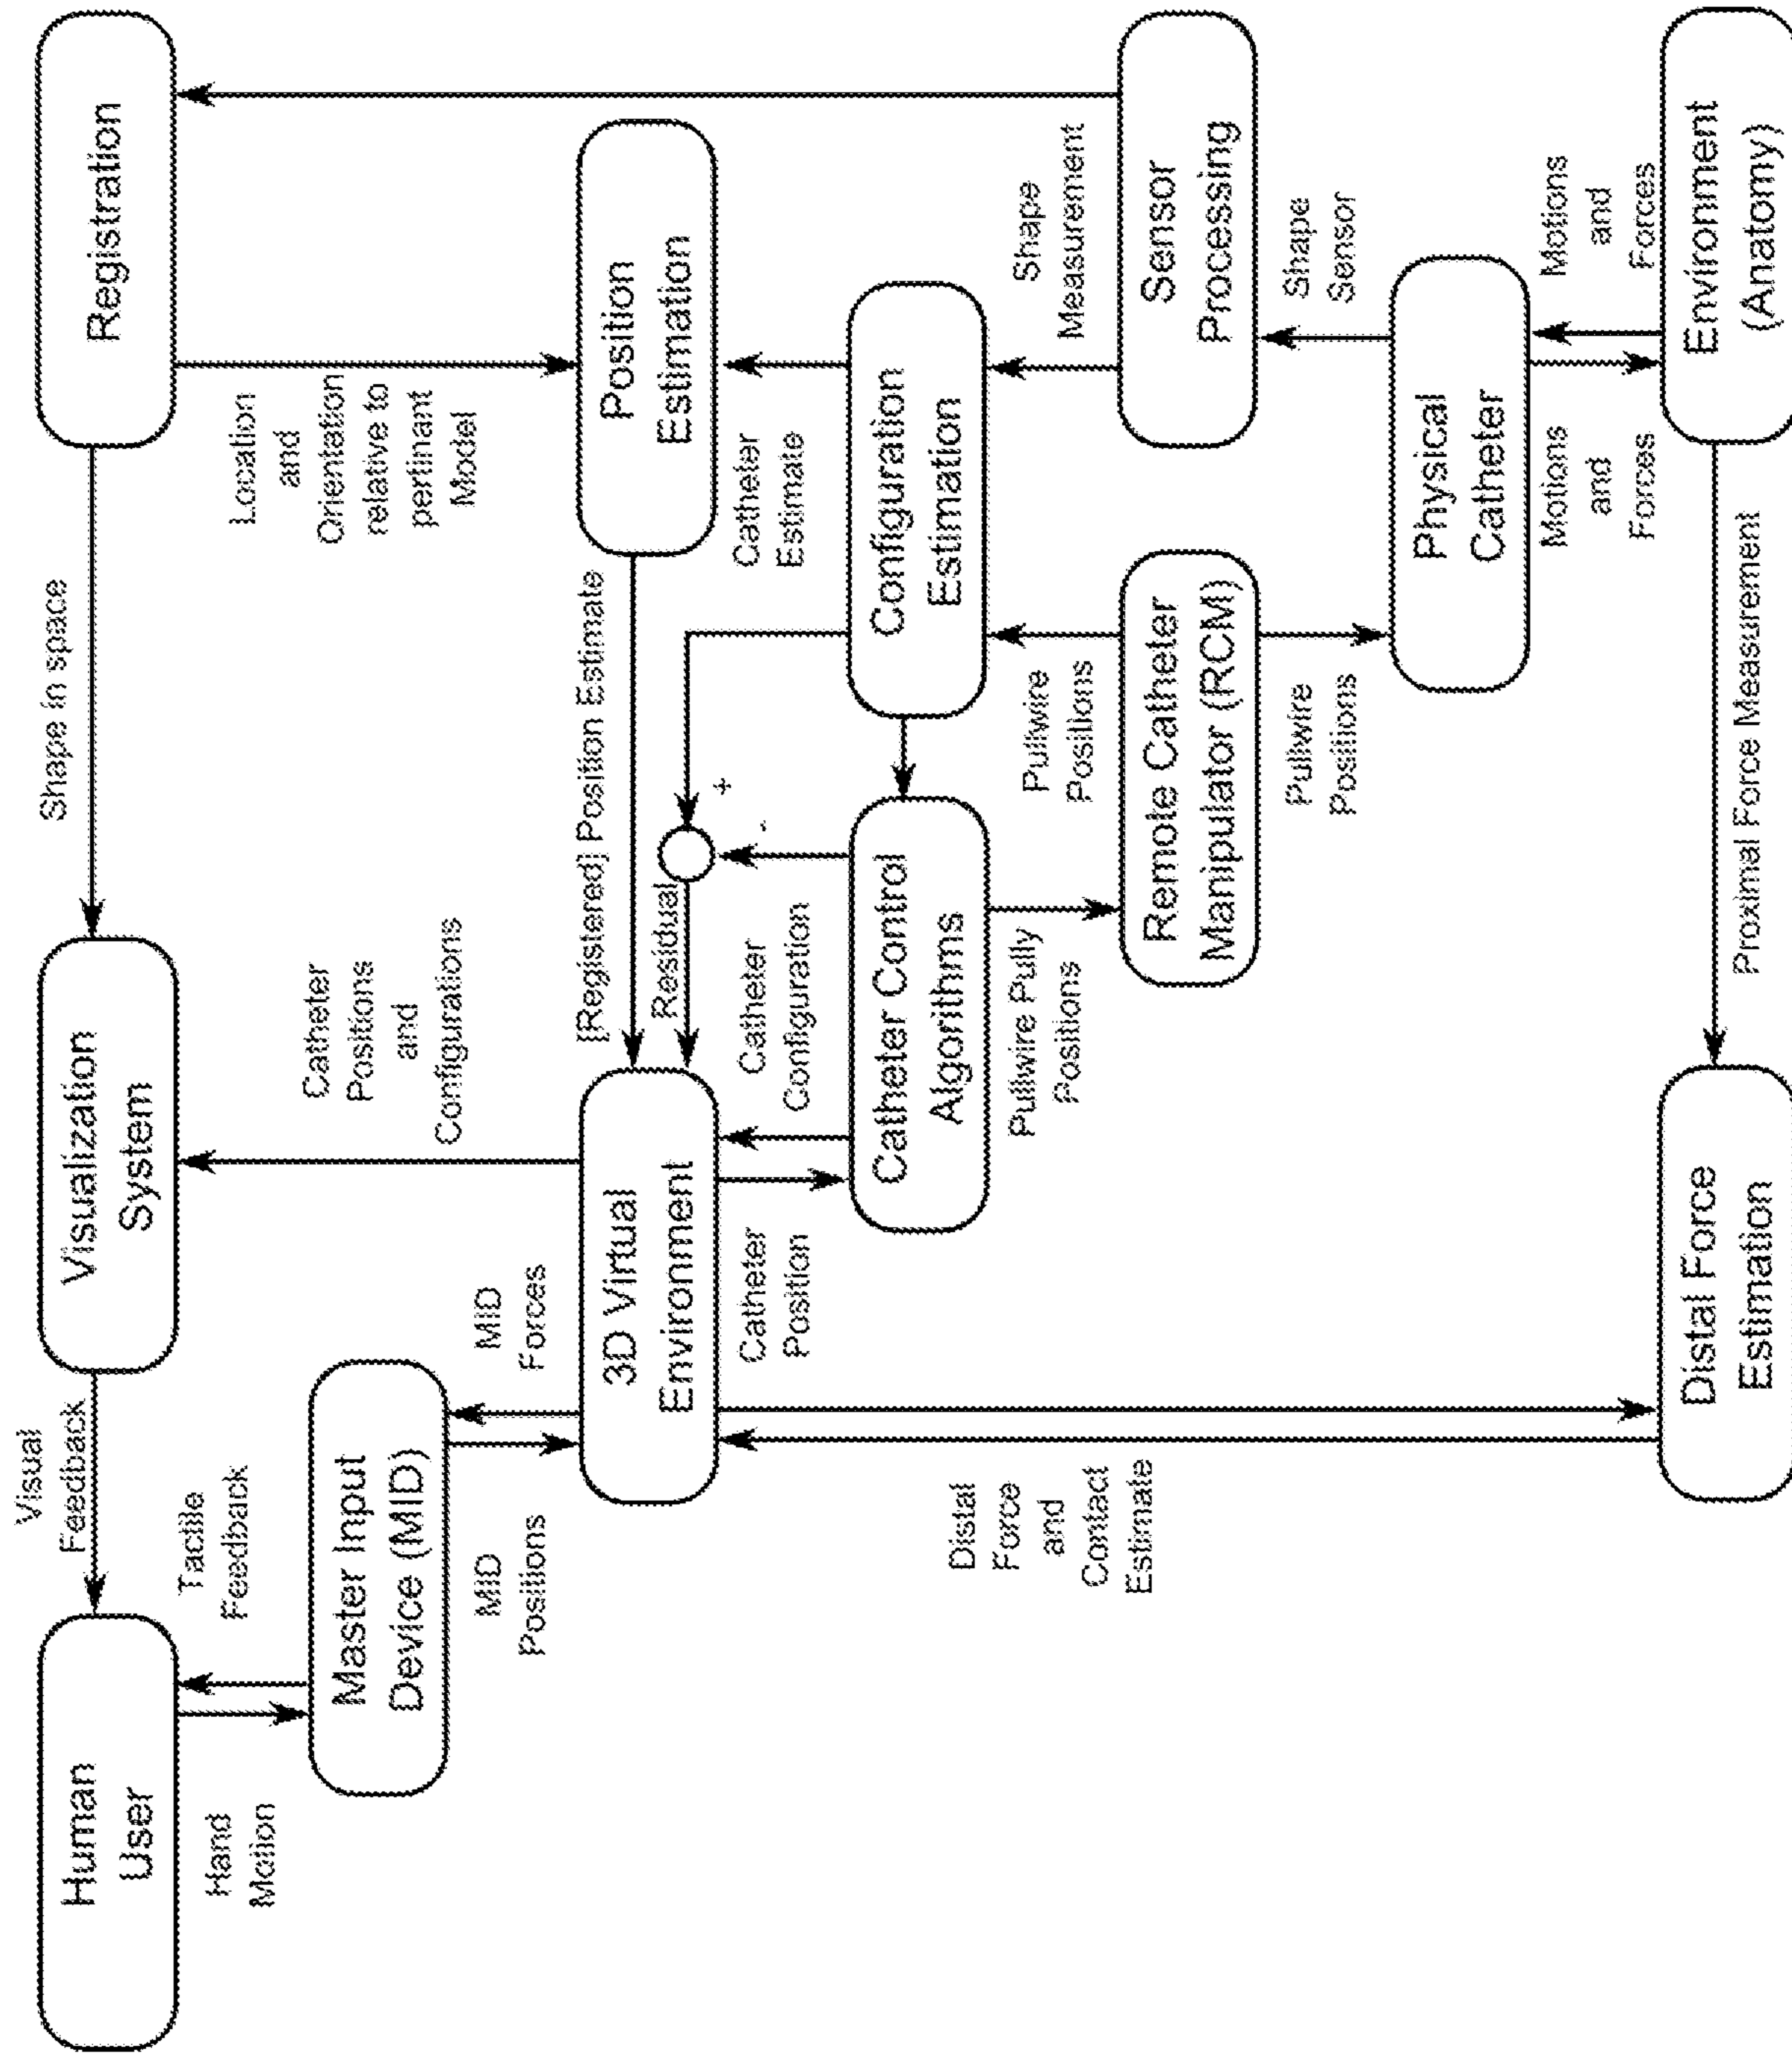 Human
User
Visual
Feedback
Visualization
System
Shape in space
Registration
Hand
Motion
Tactile
Feedback
Master Input
Device (MID)
MID
Positions
MID
Forces
Catheter
Positions
and
Configurations
Location
and
Orientation
relative to
pertinant
Model
3D Virtual
Environment
[Registered] Position Estimate
Residual
Position
Estimation
Catheter
Position
Catheter
Configuration
-
+
Catheter
Estimate
Catheter Control
Algorithms
Configuration
Estimation
Distal
Force
and
Contact
Estimate
Pullwire Pully
Positions
Pullwire
Positions
Shape
Measurement
Remote Catheter
Manipulator (RCM)
Sensor
Processing
Pullwire
Positions
Shape
Sensor
Physical
Catheter
Motions
and
Forces
Motions
and
Forces
Distal Force
Estimation
Proximal Force Measurement
Environment
(Anatomy)